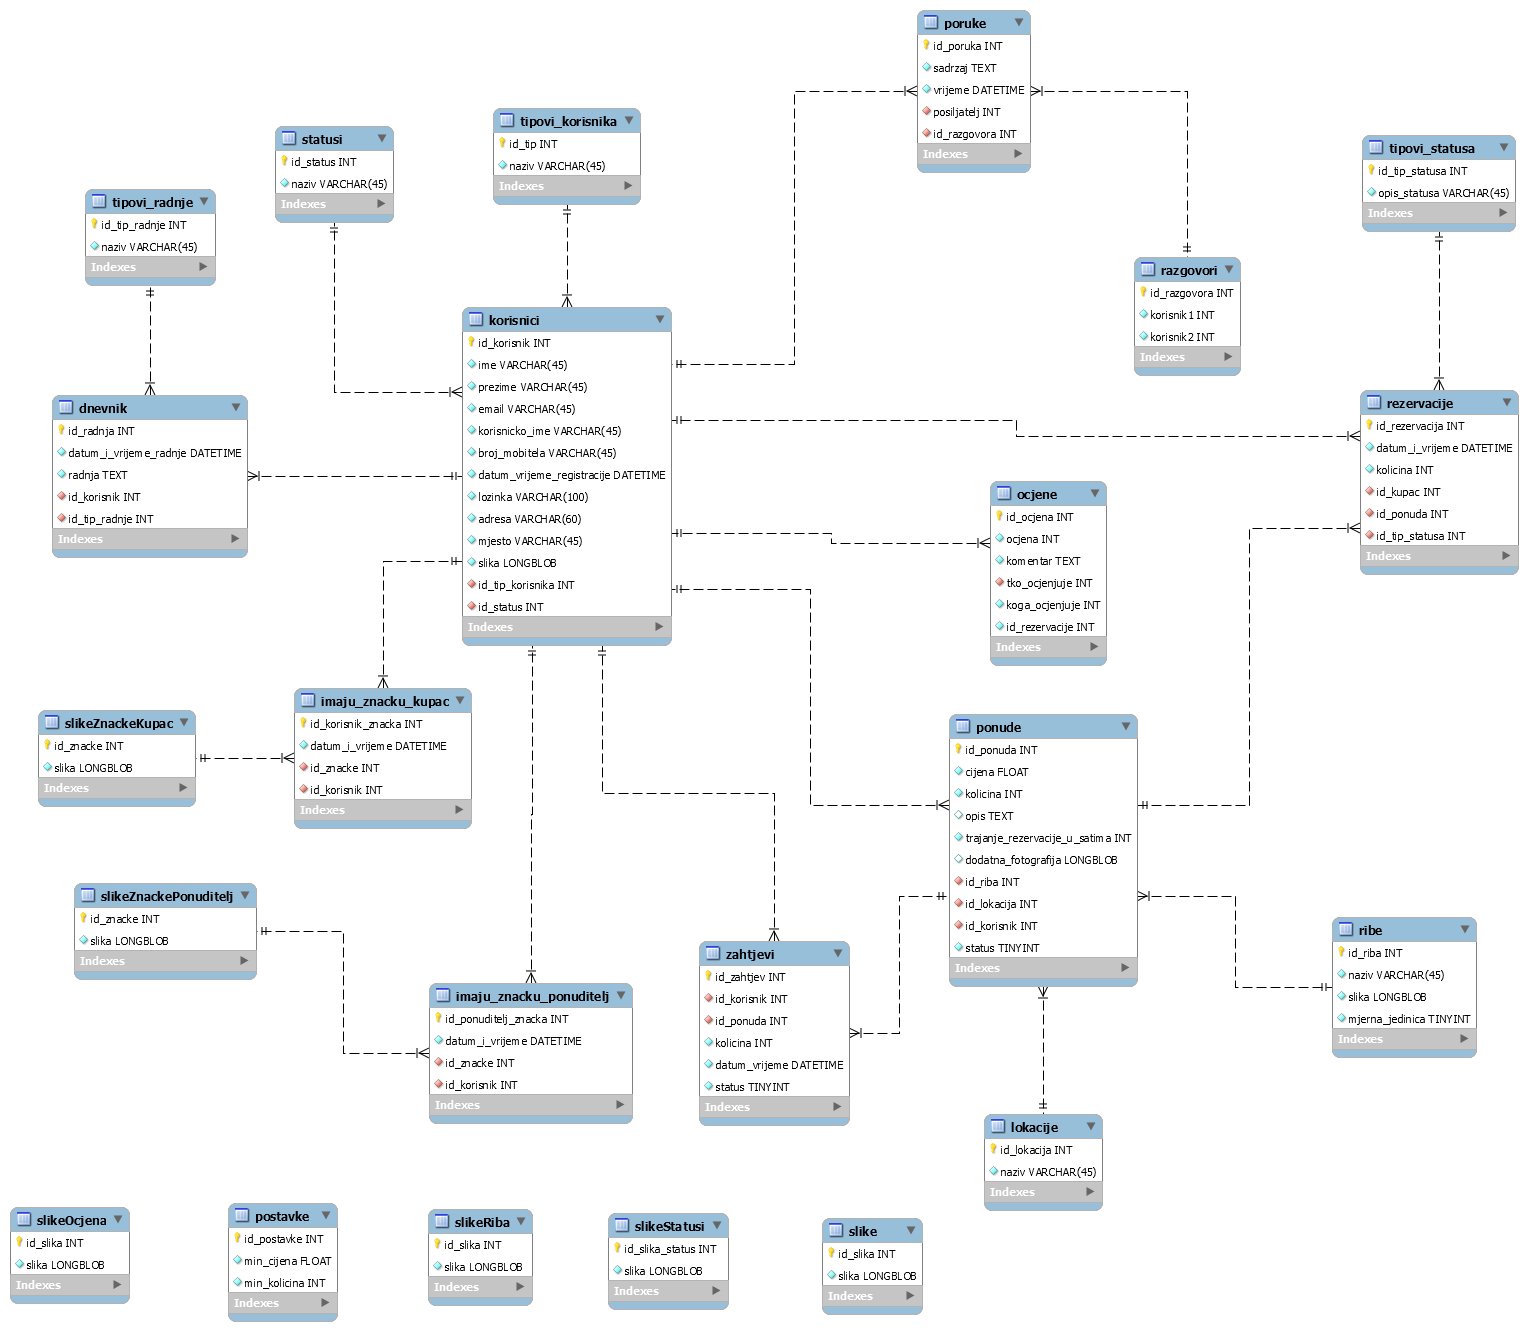 poruke
id_poruka INT
sadrzaj TEXT
vrijeme DATETIME
posiljatelj INT
id_razgovora INT
Indexes
tipovi_korisnika
id_tip INT
naziv VARCHAR(45)
Indexes
statusi
id_status INT
naziv VARCHAR(45)
Indexes
tipovi_statusa
id_tip_statusa INT
opis_statusa VARCHAR(45)
Indexes
tipovi_radnje
id_tip_radnje INT
naziv VARCHAR(45)
Indexes
razgovori
id_razgovora INT
korisnik1 INT
korisnik2 INT
Indexes
korisnici
id_korisnik INT
ime VARCHAR(45)
prezime VARCHAR(45)
email VARCHAR(45)
korisnicko_ime VARCHAR(45)
broj_mobitela VARCHAR(45)
datum_vrijeme_registracije DATETIME
lozinka VARCHAR(100)
adresa VARCHAR(60)
mjesto VARCHAR(45)
slika LONGBLOB
id_tip_korisnika INT
id_status INT
Indexes
dnevnik
id_radnja INT
datum_i_vrijeme_radnje DATETIME
radnja TEXT
id_korisnik INT
id_tip_radnje INT
Indexes
rezervacije
id_rezervacija INT
datum_i_vrijeme DATETIME
kolicina INT
id_kupac INT
id_ponuda INT
id_tip_statusa INT
Indexes
ocjene
id_ocjena INT
ocjena INT
komentar TEXT
tko_ocjenjuje INT
koga_ocjenjuje INT
id_rezervacije INT
Indexes
imaju_znacku_kupac
id_korisnik_znacka INT
datum_i_vrijeme DATETIME
id_znacke INT
id_korisnik INT
Indexes
slikeZnackeKupac
id_znacke INT
slika LONGBLOB
Indexes
ponude
id_ponuda INT
cijena FLOAT
kolicina INT
opis TEXT
trajanje_rezervacije_u_satima INT
dodatna_fotografija LONGBLOB
id_riba INT
id_lokacija INT
id_korisnik INT
status TINYINT
Indexes
slikeZnackePonuditelj
id_znacke INT
slika LONGBLOB
Indexes
ribe
id_riba INT
naziv VARCHAR(45)
slika LONGBLOB
mjerna_jedinica TINYINT
Indexes
zahtjevi
id_zahtjev INT
id_korisnik INT
id_ponuda INT
kolicina INT
datum_vrijeme DATETIME
status TINYINT
Indexes
imaju_znacku_ponuditelj
id_ponuditelj_znacka INT
datum_i_vrijeme DATETIME
id_znacke INT
id_korisnik INT
Indexes
lokacije
id_lokacija INT
naziv VARCHAR(45)
Indexes
slikeOcjena
id_slika INT
slika LONGBLOB
Indexes
postavke
id_postavke INT
min_cijena FLOAT
min_kolicina INT
Indexes
slikeRiba
id_slika INT
slika LONGBLOB
Indexes
slikeStatusi
id_slika_status INT
slika LONGBLOB
Indexes
slike
id_slika INT
slika LONGBLOB
Indexes